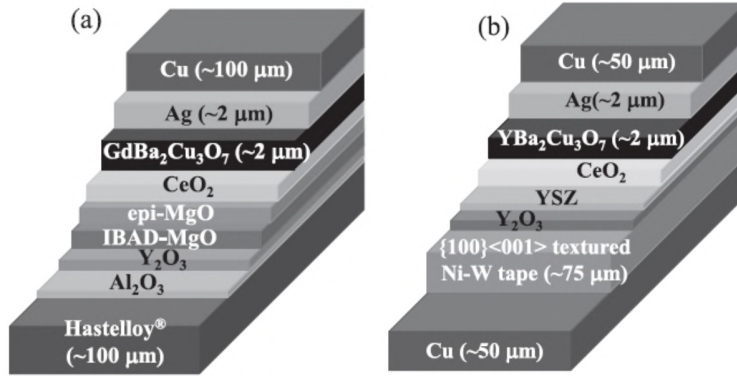 (a)
Cu (~100 μm)
Ag (~2 μm)
GdBa₂Cu₃O₇ (~2 μm)
CeO₂
epi-MgO
IBAD-MgO
Y₂O₃
Al₂O₃
Hastelloy®
(~100 μm)
(b)
Cu (~50 μm)
Ag(~2 μm)
YBa₂Cu₃O₇ (~2 μm)
CeO₂
YSZ
Y₂O₃
{100}<001> textured
Ni-W tape (~75 μm)
Cu (~50 μm)